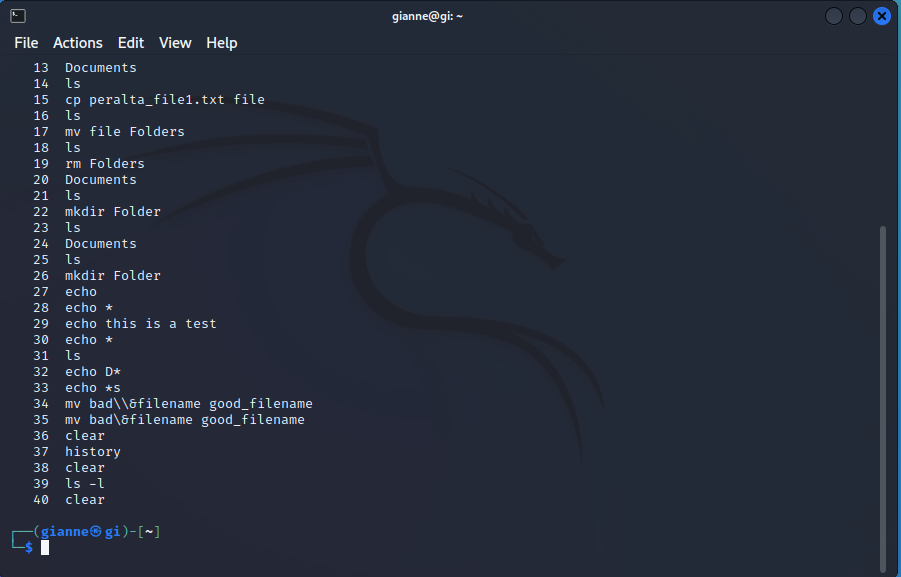 gianne@gi: ~
File Actions Edit View Help
13 Documents
14 ls
15 cp peralta_file1.txt file
16 ls
17 mv file Folders
18 ls
19 rm Folders
20 Documents
21 ls
22 mkdir Folder
23 ls
24 Documents
25 ls
26 mkdir Folder
27 echo
28 echo *
29 echo this is a test
30 echo *
31 ls
32 echo D*
33 echo *s
34 mv bad\\&filename good_filename
35 mv bad\&filename good_filename
36 clear
37 history
38 clear
39 ls -l
40 clear
┌──(gianne㉿gi)-[~]
└─$